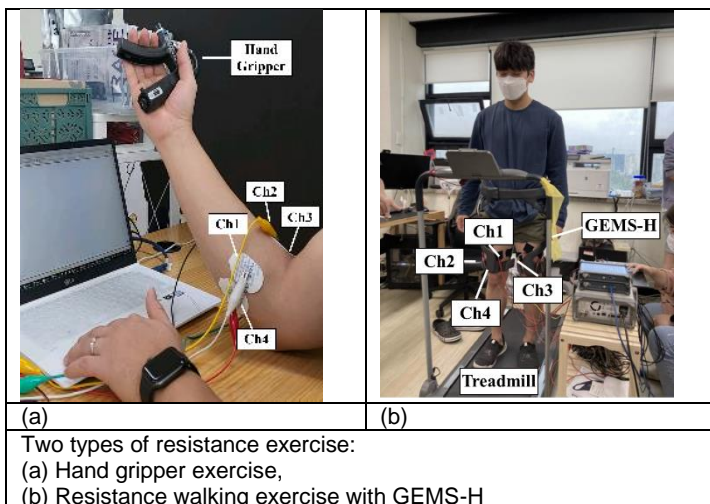 Hand
Gripper
Ch2
Ch3
Ch1
Ch4
Ch1
GEMS-H
Ch2
Ch3
Ch4
Treadmill
(a)
(b)
Two types of resistance exercise:
(a) Hand gripper exercise,
(b) Resistance walking exercise with GEMS-H